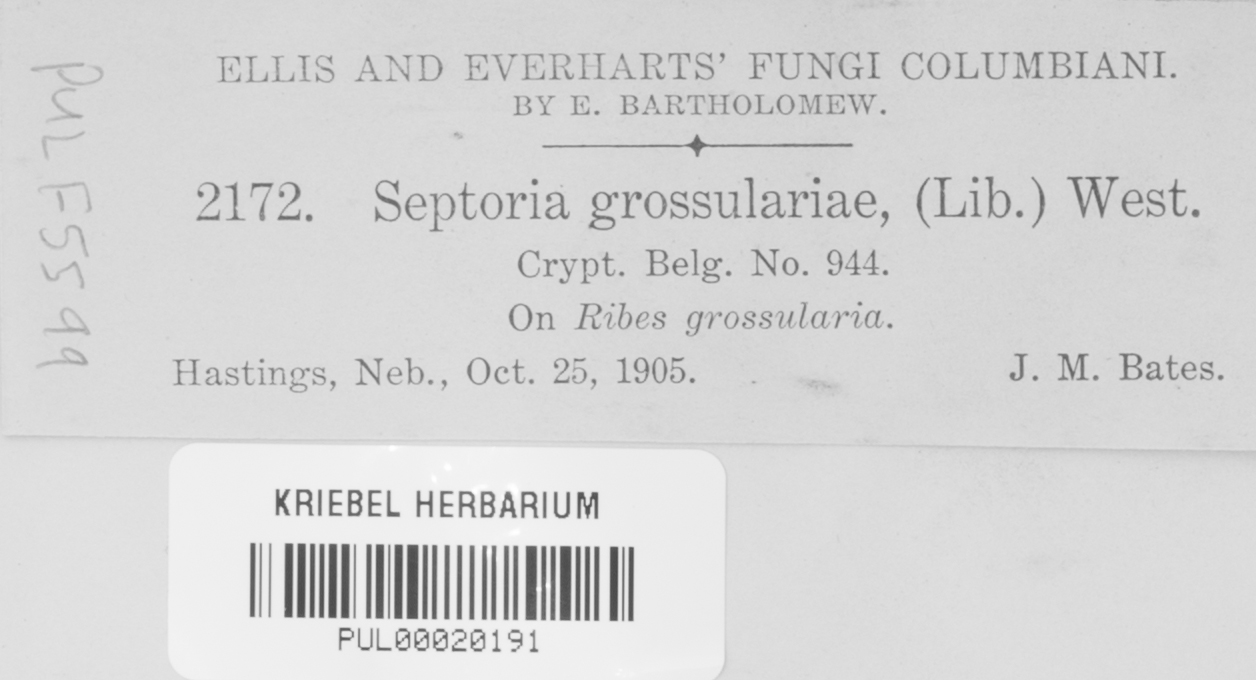 ELLIS AND EVERHARTS' FUNGI COLUMBIANI.
BY E. BARTHOLOMEW.
2172. Septoria grossulariae, (Lib.) West.
Crypt. Belg. No. 944.
On Ribes grossularia.
Hastings, Neb., Oct. 25, 1905. J. M. Bates.
PUL F5599
KRIEBEL HERBARIUM
PUL00020191